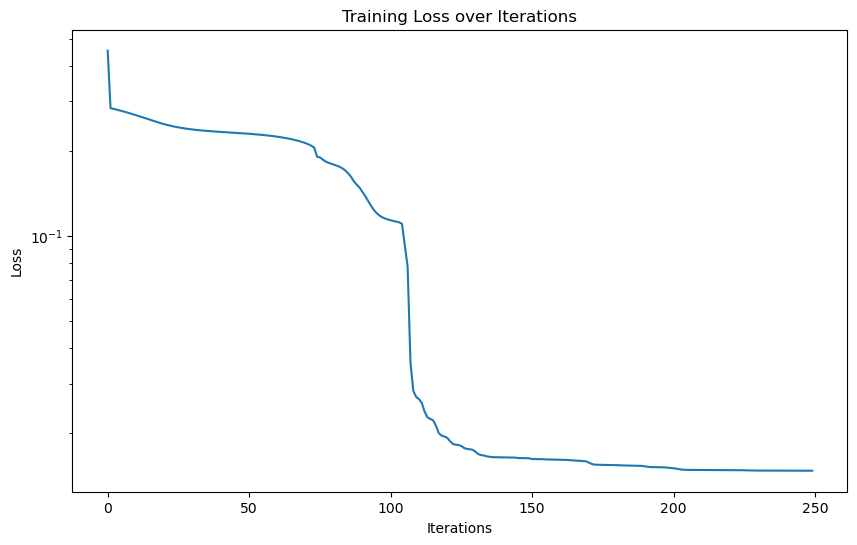 Training Loss over Iterations
Loss
10⁻¹
0 50 100 150 200 250
Iterations